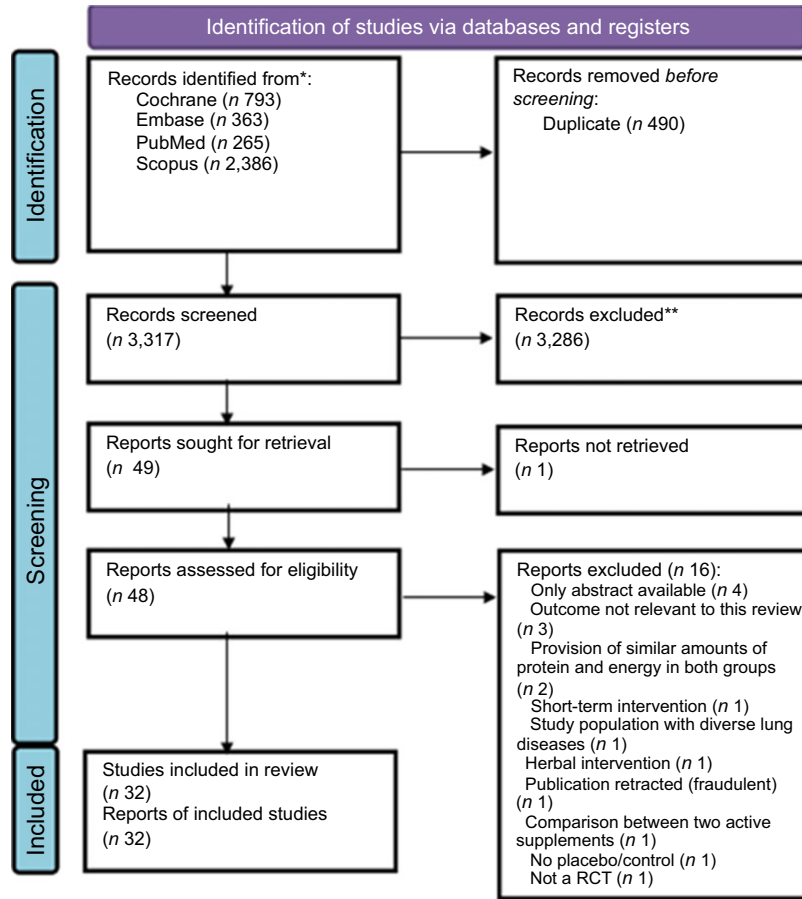 Identification of studies via databases and registers
Identification
Records identified from*:
Cochrane (n 793)
Embase (n 363)
PubMed (n 265)
Scopus (n 2,386)
Records removed before
screening:
Duplicate (n 490)
Screening
Records screened
(n 3,317)
Records excluded**
(n 3,286)
Reports sought for retrieval
(n 49)
Reports not retrieved
(n 1)
Reports assessed for eligibility
(n 48)
Reports excluded (n 16):
Only abstract available (n 4)
Outcome not relevant to this review
(n 3)
Provision of similar amounts of
protein and energy in both groups
(n 2)
Short-term intervention (n 1)
Study population with diverse lung
diseases (n 1)
Herbal intervention (n 1)
Publication retracted (fraudulent)
(n 1)
Comparison between two active
supplements (n 1)
No placebo/control (n 1)
Not a RCT (n 1)
Included
Studies included in review
(n 32)
Reports of included studies
(n 32)